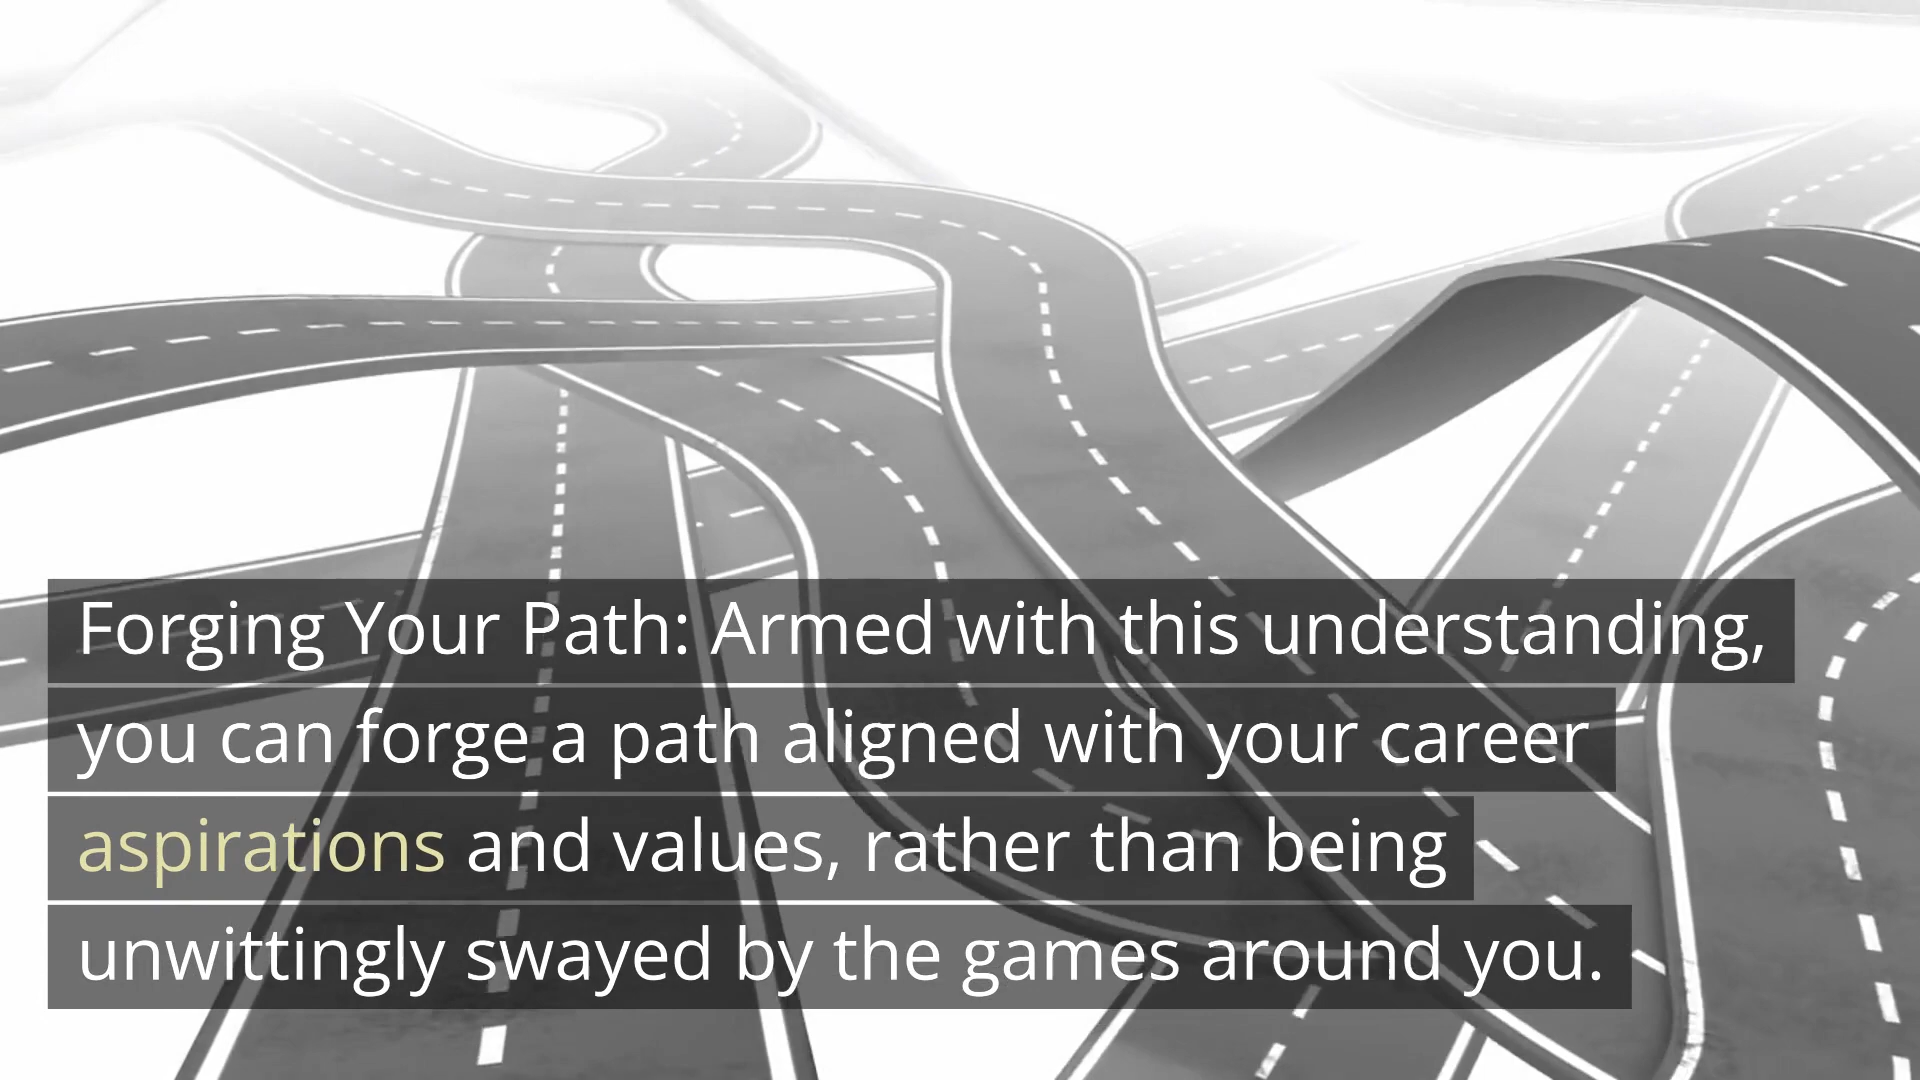 Forging Your Path: Armed with this understanding,
you can forge a path aligned with your career
aspirations and values, rather than being
unwittingly swayed by the games around you.